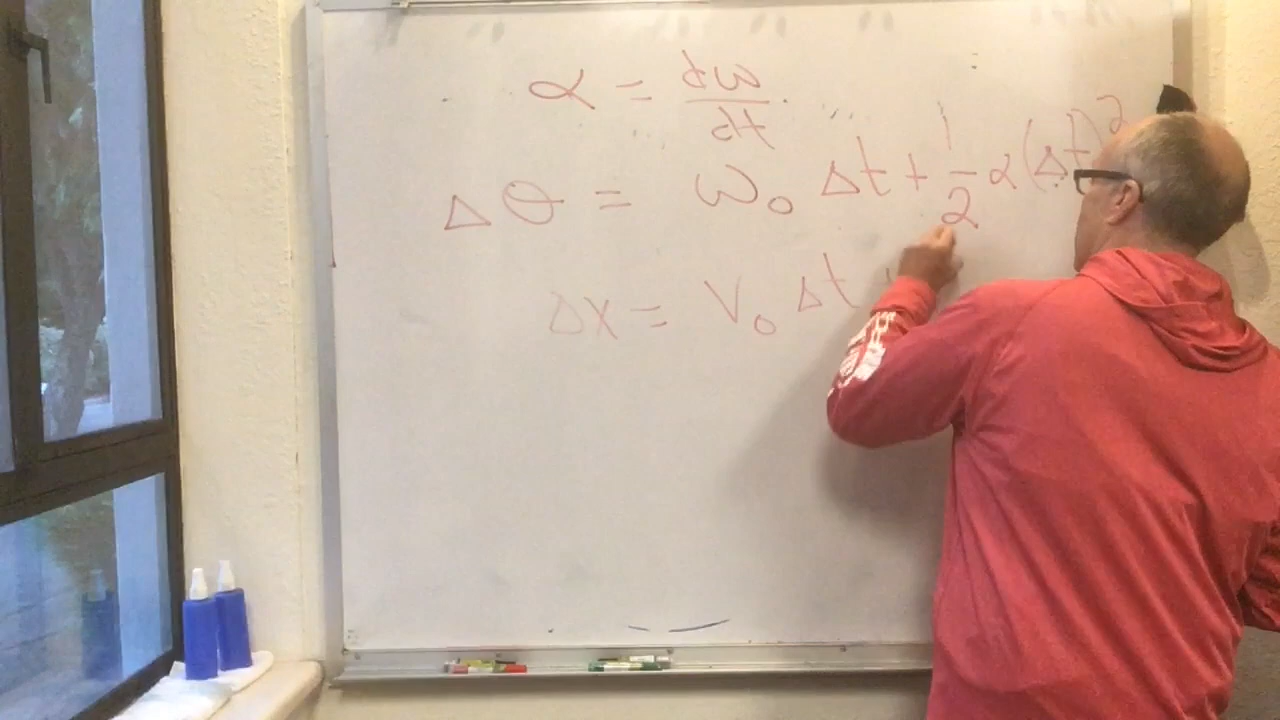 α = dω/dt
Δθ = ω₀ Δt + 1/2 α(Δt)²
Δx = V₀ Δt